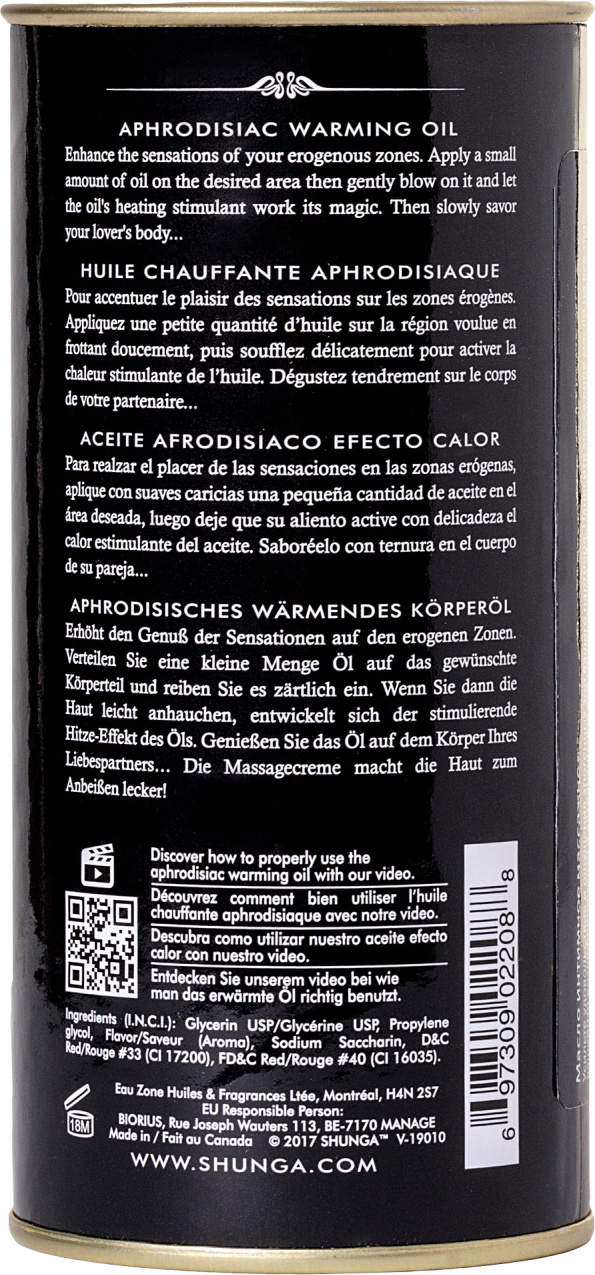 APHRODISIAC WARMING OIL
Enhance the sensations of your erogenous zones. Apply a small
amount of oil on the desired area then gently blow on it and let
the oil's heating stimulant work its magic. Then slowly savor
your lover's body...
HUILE CHAUFFANTE APHRODISIAQUE
Pour accentuer le plaisir des sensations sur les zones érogènes.
Appliquez une petite quantité d'huile sur la région voulue en
frottant doucement, puis soufflez délicatement pour activer la
chaleur stimulante de l'huile. Dégustez tendrement sur le corps
de votre partenaire...
ACEITE AFRODISIACO EFECTO CALOR
Para realzar el placer de las sensaciones en las zonas erógenas,
aplique con suaves caricias una pequeña cantidad de aceite en el
área deseada, luego deje que su aliento active con delicadeza el
calor estimulante del aceite. Saboréelo con ternura en el cuerpo
de su pareja...
APHRODISISCHES WÄRMENDES KÖRPERÖL
Erhöht den Genuß der Sensationen auf den erogenen Zonen.
Verteilen Sie eine kleine Menge Öl auf das gewünschte
Körperteil und reiben Sie es zärtlich ein. Wenn Sie dann die
Haut leicht anhauchen, entwickelt sich der stimulierende
Hitze-Effekt des Öls. Genießen Sie das Öl auf dem Körper Ihres
Liebespartners... Die Massagecreme macht die Haut zum
Anbeißen lecker!
Discover how to properly use the
aphrodisiac warming oil with our video.
Découvrez comment bien utiliser l'huile
chauffante aphrodisiaque avec notre video.
Descubra como utilizar nuestro aceite efecto
calor con nuestro video.
Entdecken Sie unserem video bei wie
man das erwärmte Öl richtig benutzt.
Ingredients (I.N.C.I.): Glycerin USP/Glycérine USP, Propylene
glycol, Flavor/Saveur (Aroma), Sodium Saccharin, D&C
Red/Rouge #33 (CI 17200), FD&C Red/Rouge #40 (CI 16035).
Eau Zone Huiles & Fragrances Ltée, Montréal, H4N 2S7
EU Responsible Person:
BIORIUS, Rue Joseph Wauters 113, BE-7170 MANAGE
Made in / Fait au Canada © 2017 SHUNGA™ V-19010
18M
WWW.SHUNGA.COM
6 97309 02208 8